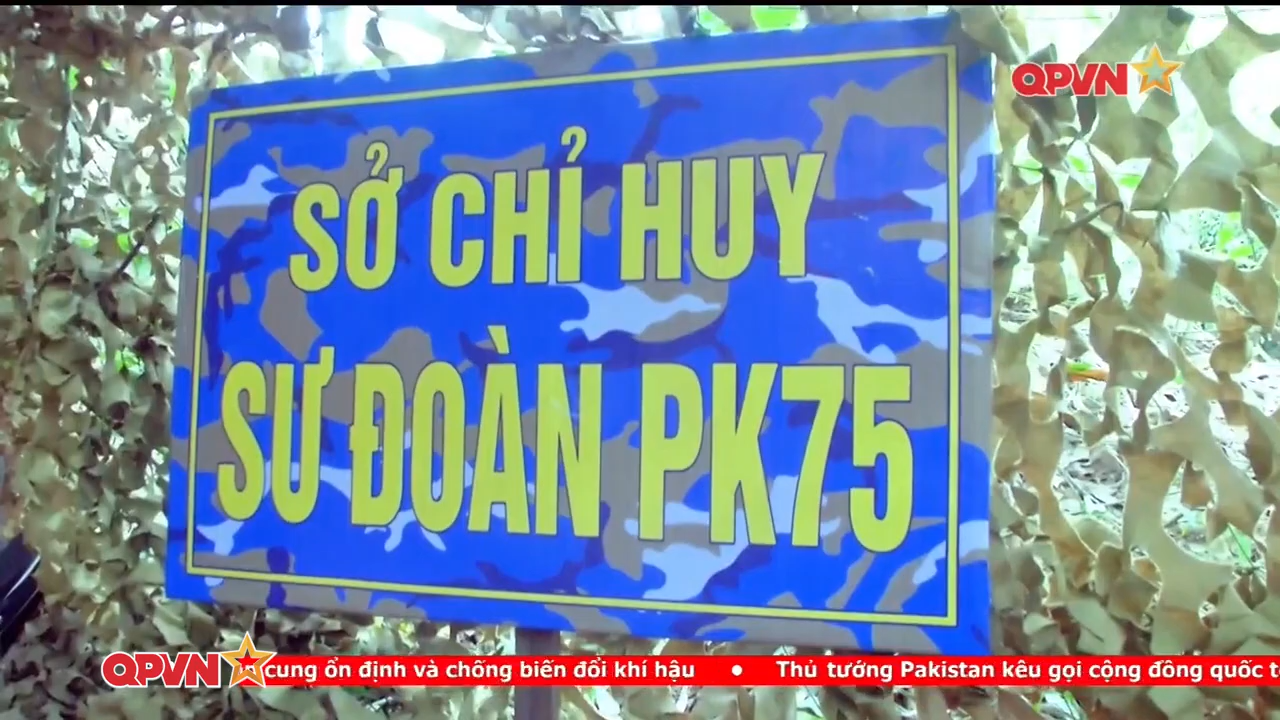 QPVN
SỞ CHỈ HUY
SƯ ĐOÀN PK75
QPVN
cung ổn định và chống biến đổi khí hậu • Thủ tướng Pakistan kêu gọi cộng đồng quốc